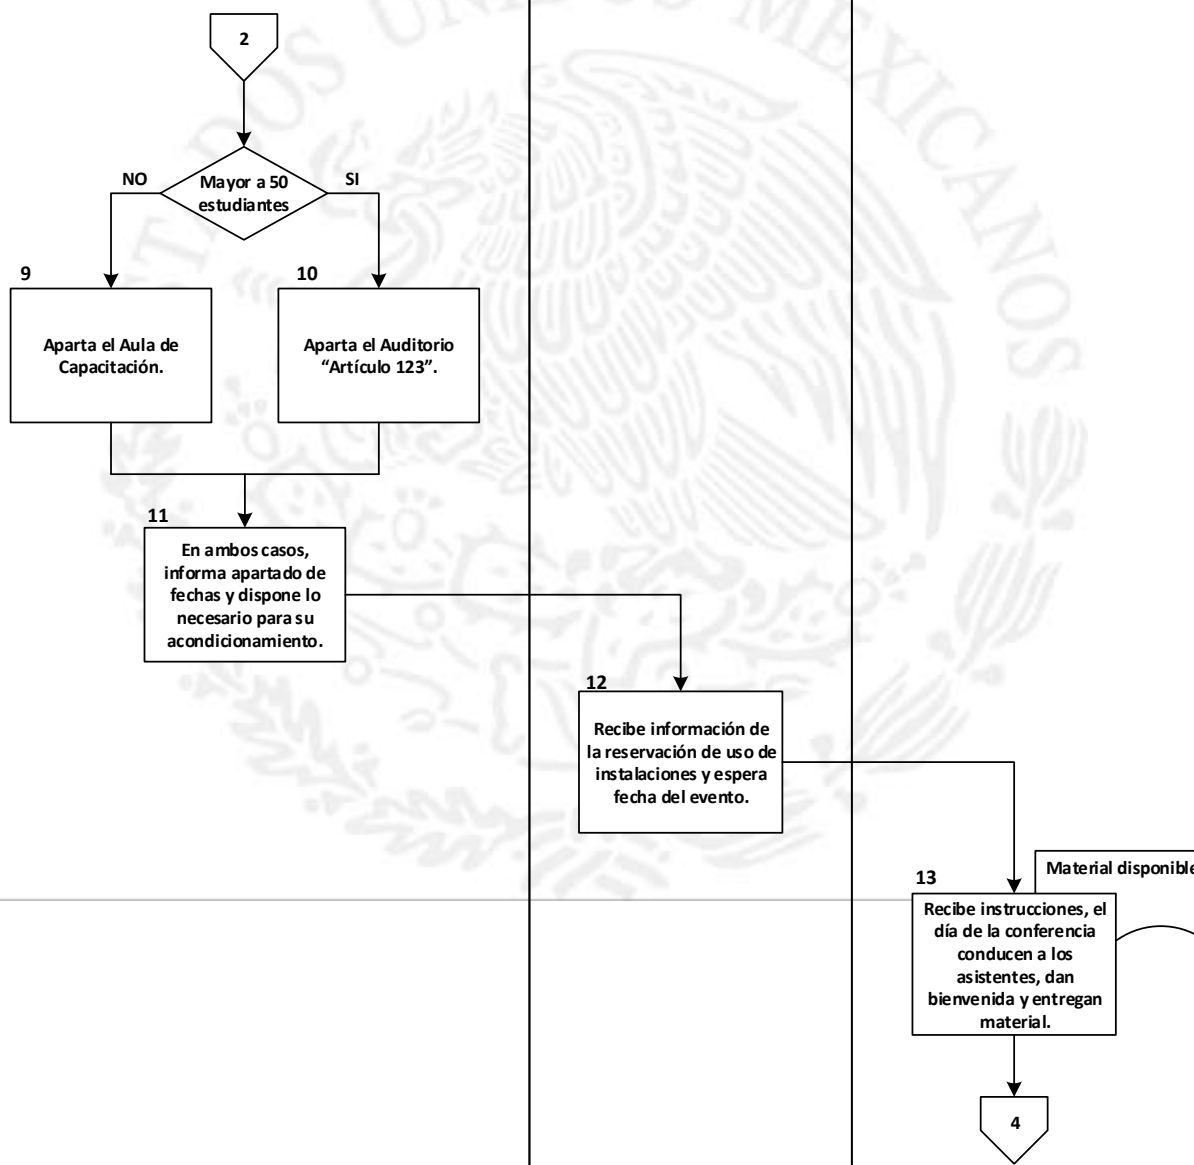 ESTADOS UNIDOS MEXICANOS
2
Mayor a 50
estudiantes
NO
SI
9
Aparta el Aula de
Capacitación.
10
Aparta el Auditorio
“Artículo 123”.
11
En ambos casos,
informa apartado de
fechas y dispone lo
necesario para su
acondicionamiento.
12
Recibe información de
la reservación de uso de
instalaciones y espera
fecha del evento.
13
Material disponible
Recibe instrucciones, el
día de la conferencia
conducen a los
asistentes, dan
bienvenida y entregan
material.
4